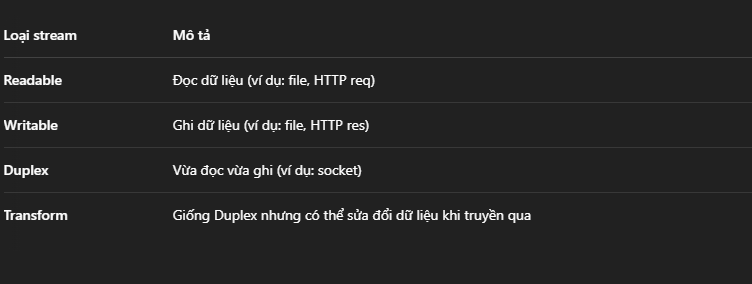 Loại stream Mô tả
Readable Đọc dữ liệu (ví dụ: file, HTTP req)
Writable Ghi dữ liệu (ví dụ: file, HTTP res)
Duplex Vừa đọc vừa ghi (ví dụ: socket)
Transform Giống Duplex nhưng có thể sửa đổi dữ liệu khi truyền qua